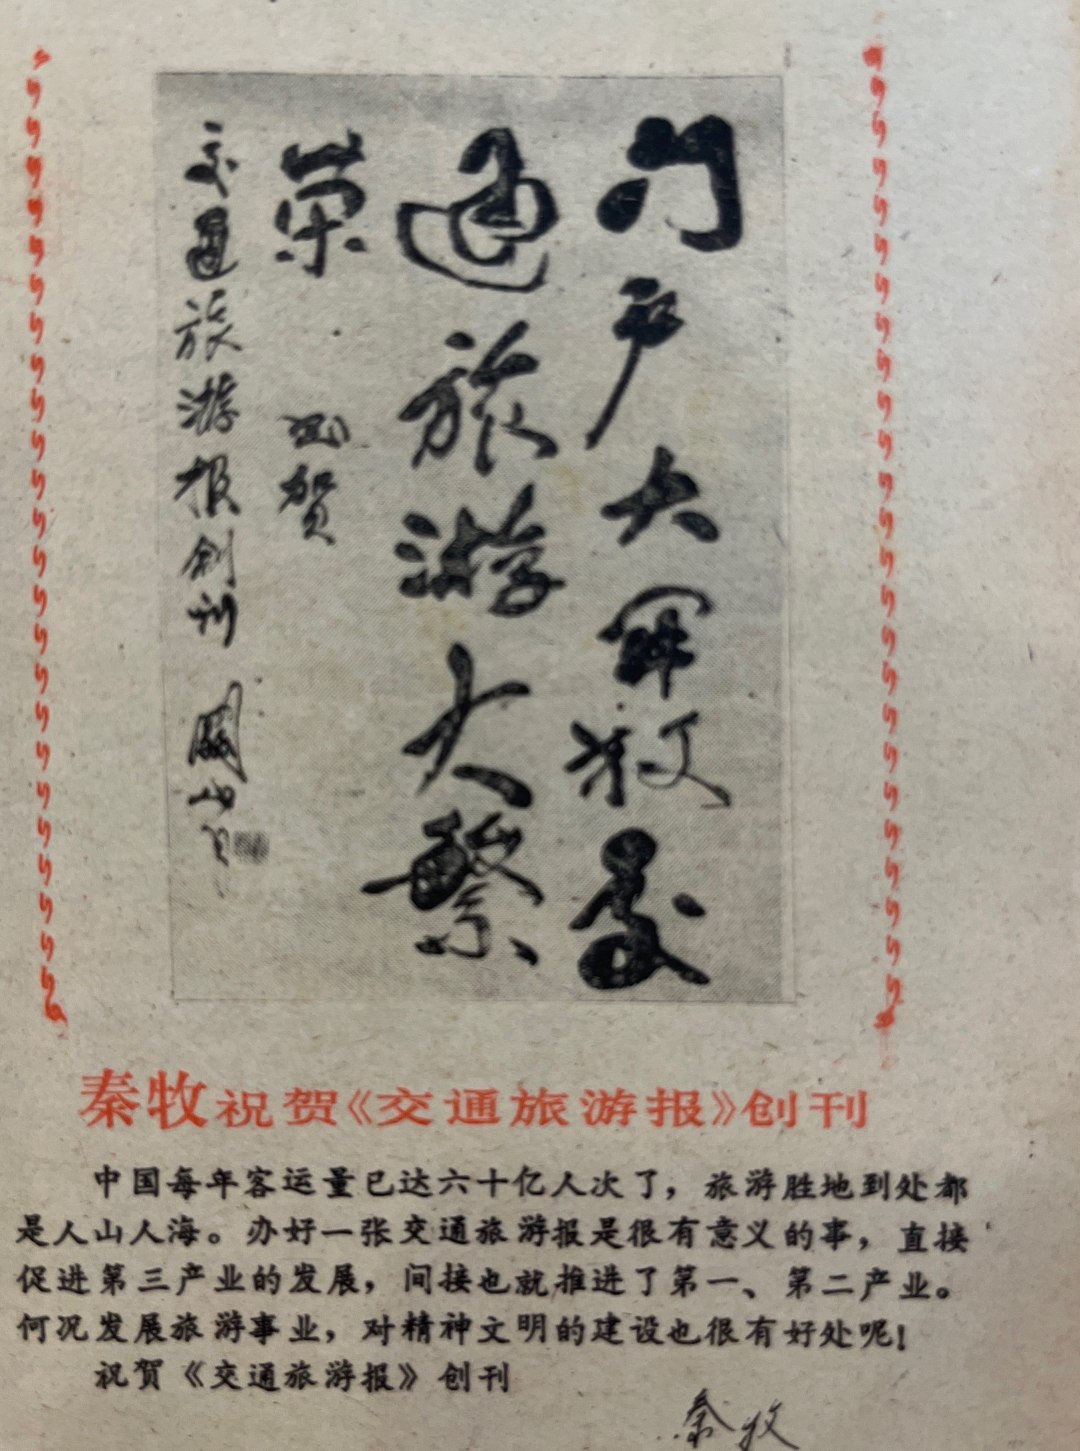 门户大開放交
通旅游大繁
荣 祝贺
交通旅游报創刊 關山月
秦牧祝贺《交通旅游报》创刊
中国每年客运量已达六十亿人次了，旅游胜地到处都
是人山人海。办好一张交通旅游报是很有意义的事，直接
促进第三产业的发展，间接也就推进了第一、第二产业。
何况发展旅游事业，对精神文明的建设也很有好处呢！
祝贺《交通旅游报》创刊
秦牧